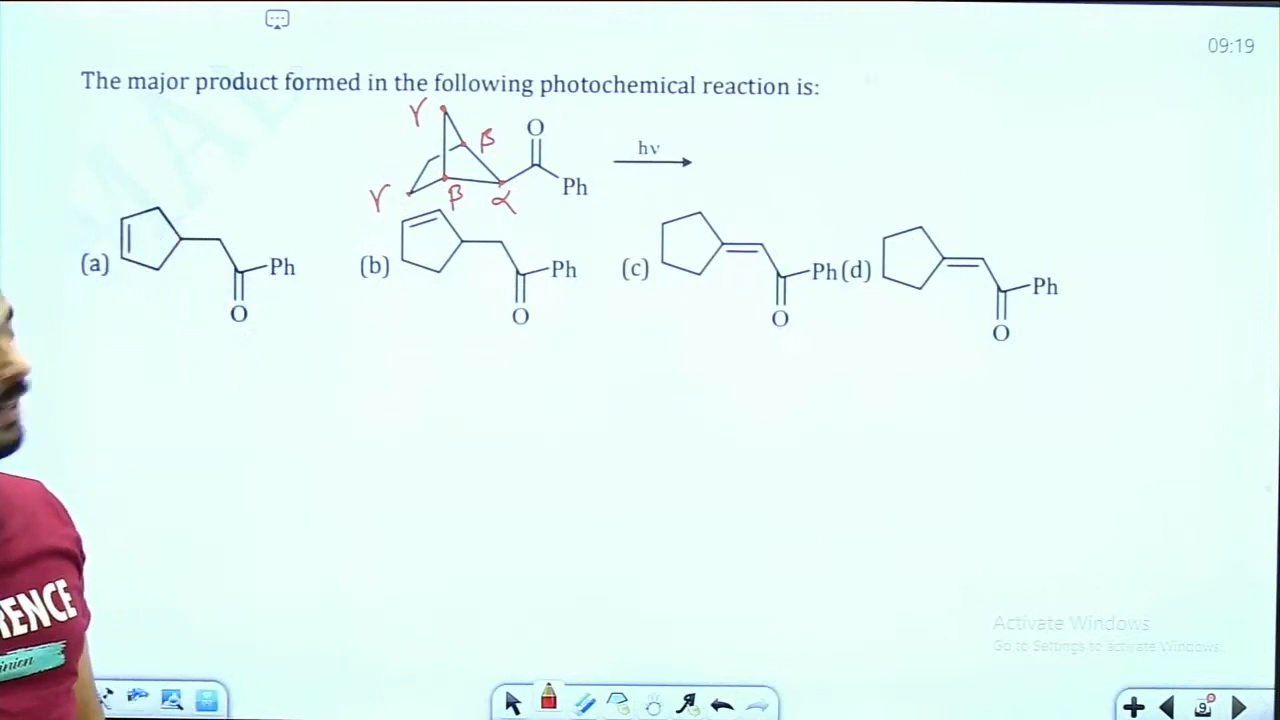 09:19
The major product formed in the following photochemical reaction is:
γ
β
O
hν
Ph
γ
β
α
(a)
Ph
O
(b)
Ph
O
(c)
Ph
O
(d)
Ph
O
Activate Windows
Go to Settings to activate Windows.
9